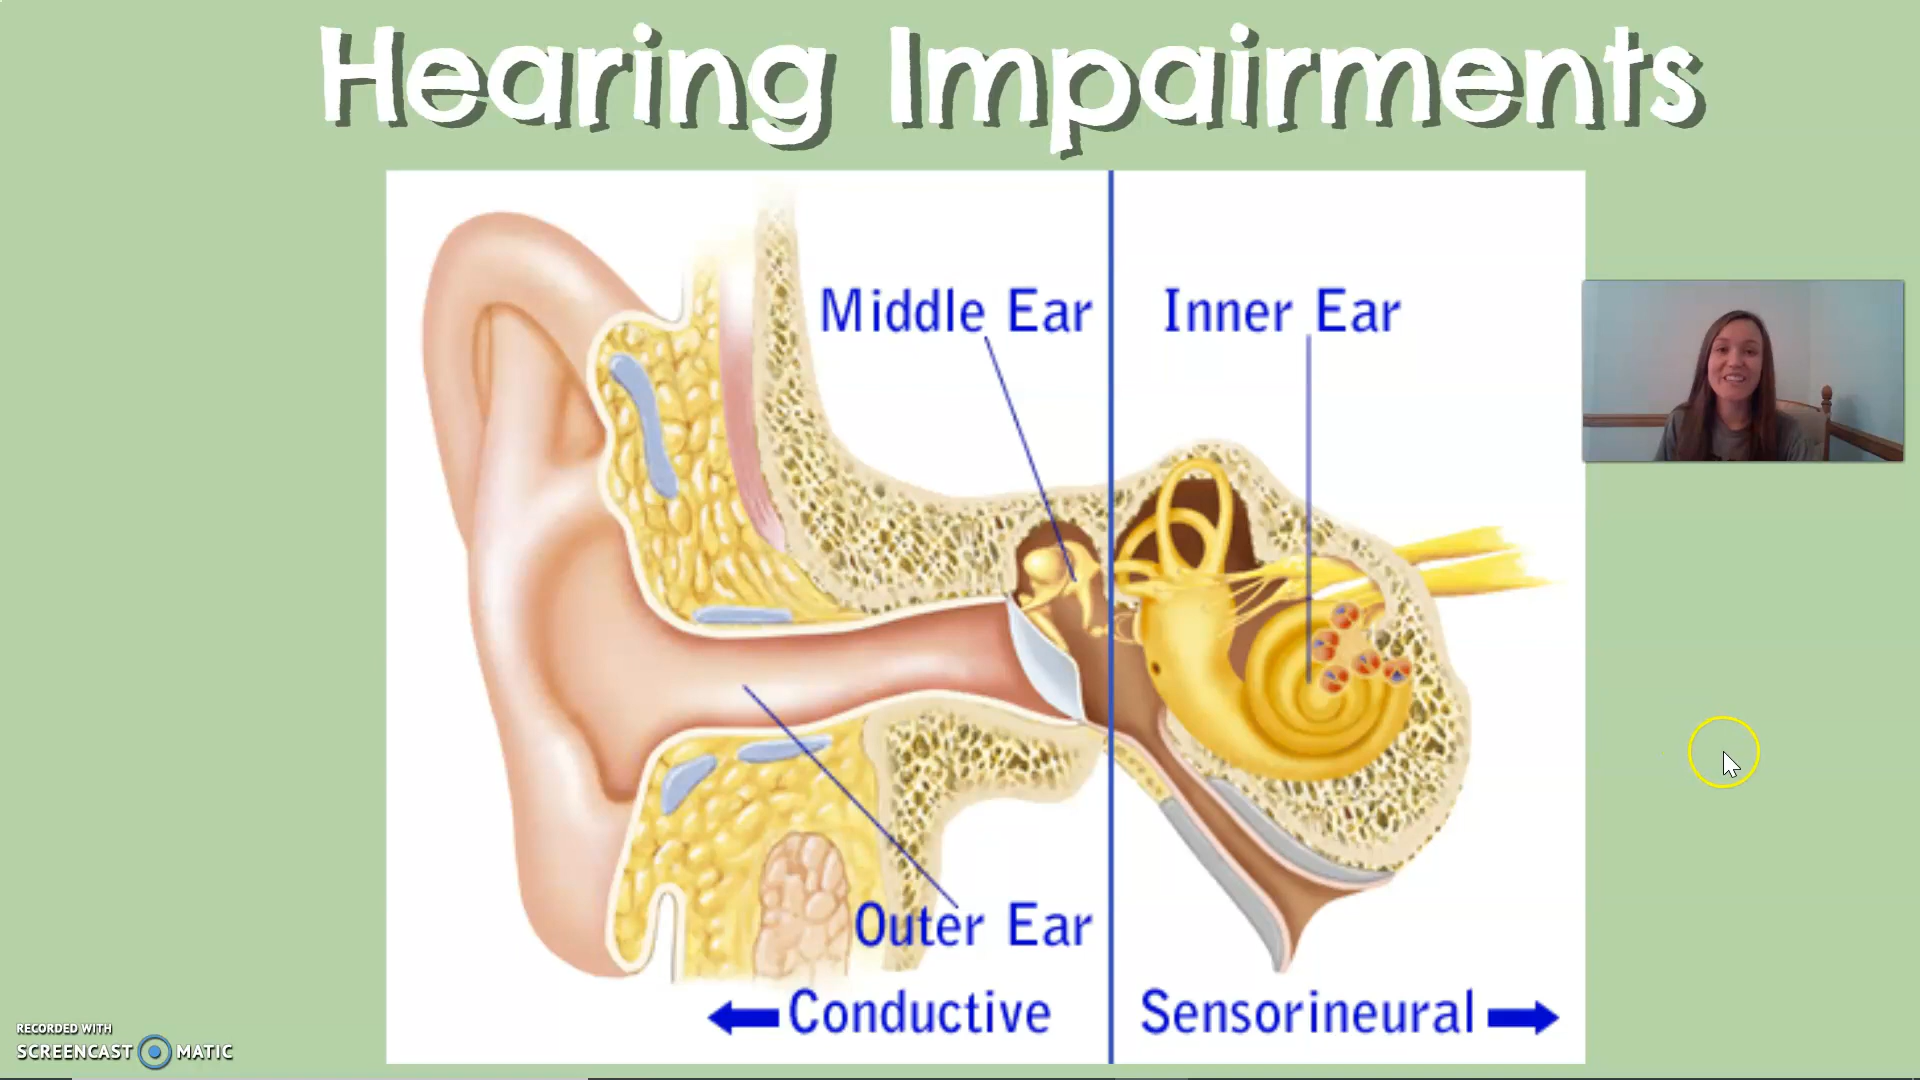 Hearing Impairments
Middle Ear
Inner Ear
Outer Ear
Conductive
Sensorineural
RECORDED WITH
SCREENCAST MATIC